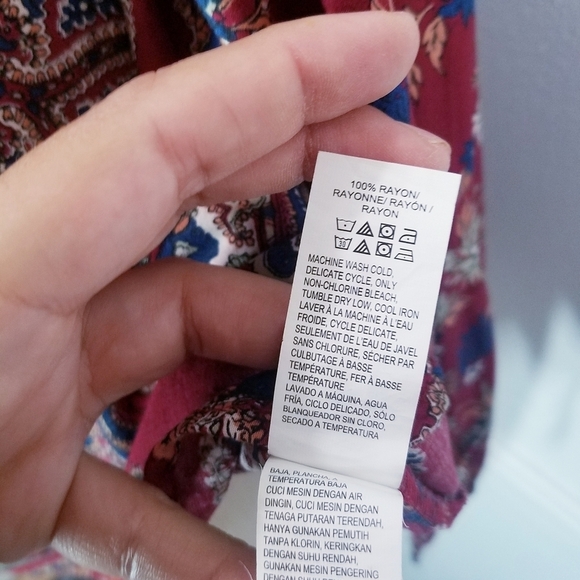 100% RAYON/
RAYONNE/ RAYÓN /
RAYON
30
MACHINE WASH COLD,
DELICATE CYCLE, ONLY
NON-CHLORINE BLEACH,
TUMBLE DRY LOW, COOL IRON
LAVER À LA MACHINE À L'EAU
FROIDE, CYCLE DELICATE,
SEULEMENT DE L'EAU DE JAVEL
SANS CHLORURE, SÉCHER PAR
CULBUTAGE À BASSE
TEMPÉRATURE, FER À BASSE
TEMPÉRATURE
LAVADO A MÁQUINA, AGUA
FRÍA, CICLO DELICADO, SÓLO
BLANQUEADOR SIN CLORO,
SECADO A TEMPERATURA
BAJA, PLANCHA A
TEMPERATURA BAJA
CUCI MESIN DENGAN AIR
DINGIN, CUCI MESIN DENGAN
TENAGA PUTARAN TERENDAH,
HANYA GUNAKAN PEMUTIH
TANPA KLORIN, KERINGKAN
DENGAN SUHU RENDAH,
GUNAKAN MESIN PENGERING
DENGAN